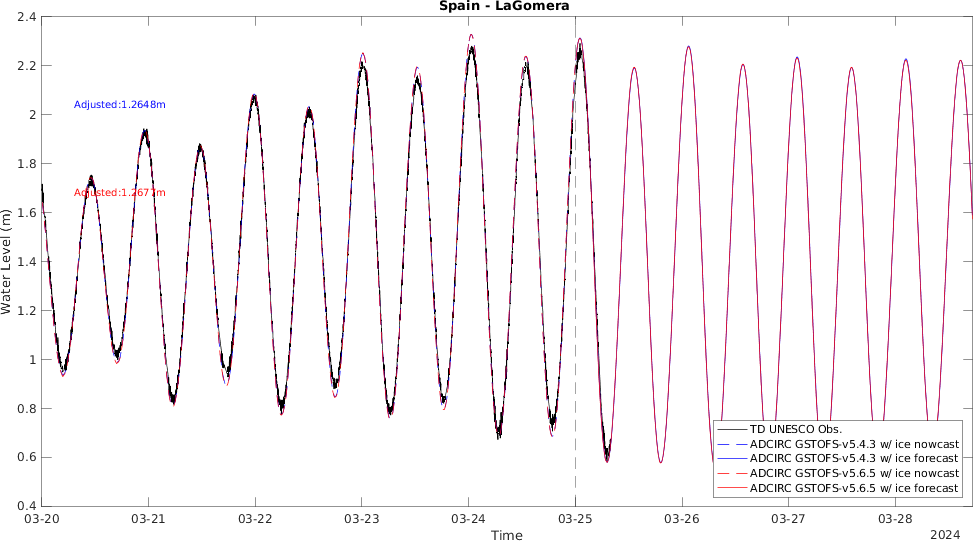 Spain - LaGomera
2.4
2.2
2
1.8
1.6
1.4
1.2
1
0.8
0.6
0.4
Water Level (m)
Adjusted:1.2648m
Adjusted:1.2677m
TD UNESCO Obs.
ADCIRC GSTOFS-v5.4.3 w/ ice nowcast
ADCIRC GSTOFS-v5.4.3 w/ ice forecast
ADCIRC GSTOFS-v5.6.5 w/ ice nowcast
ADCIRC GSTOFS-v5.6.5 w/ ice forecast
03-20 03-21 03-22 03-23 03-24 03-25 03-26 03-27 03-28
Time
2024